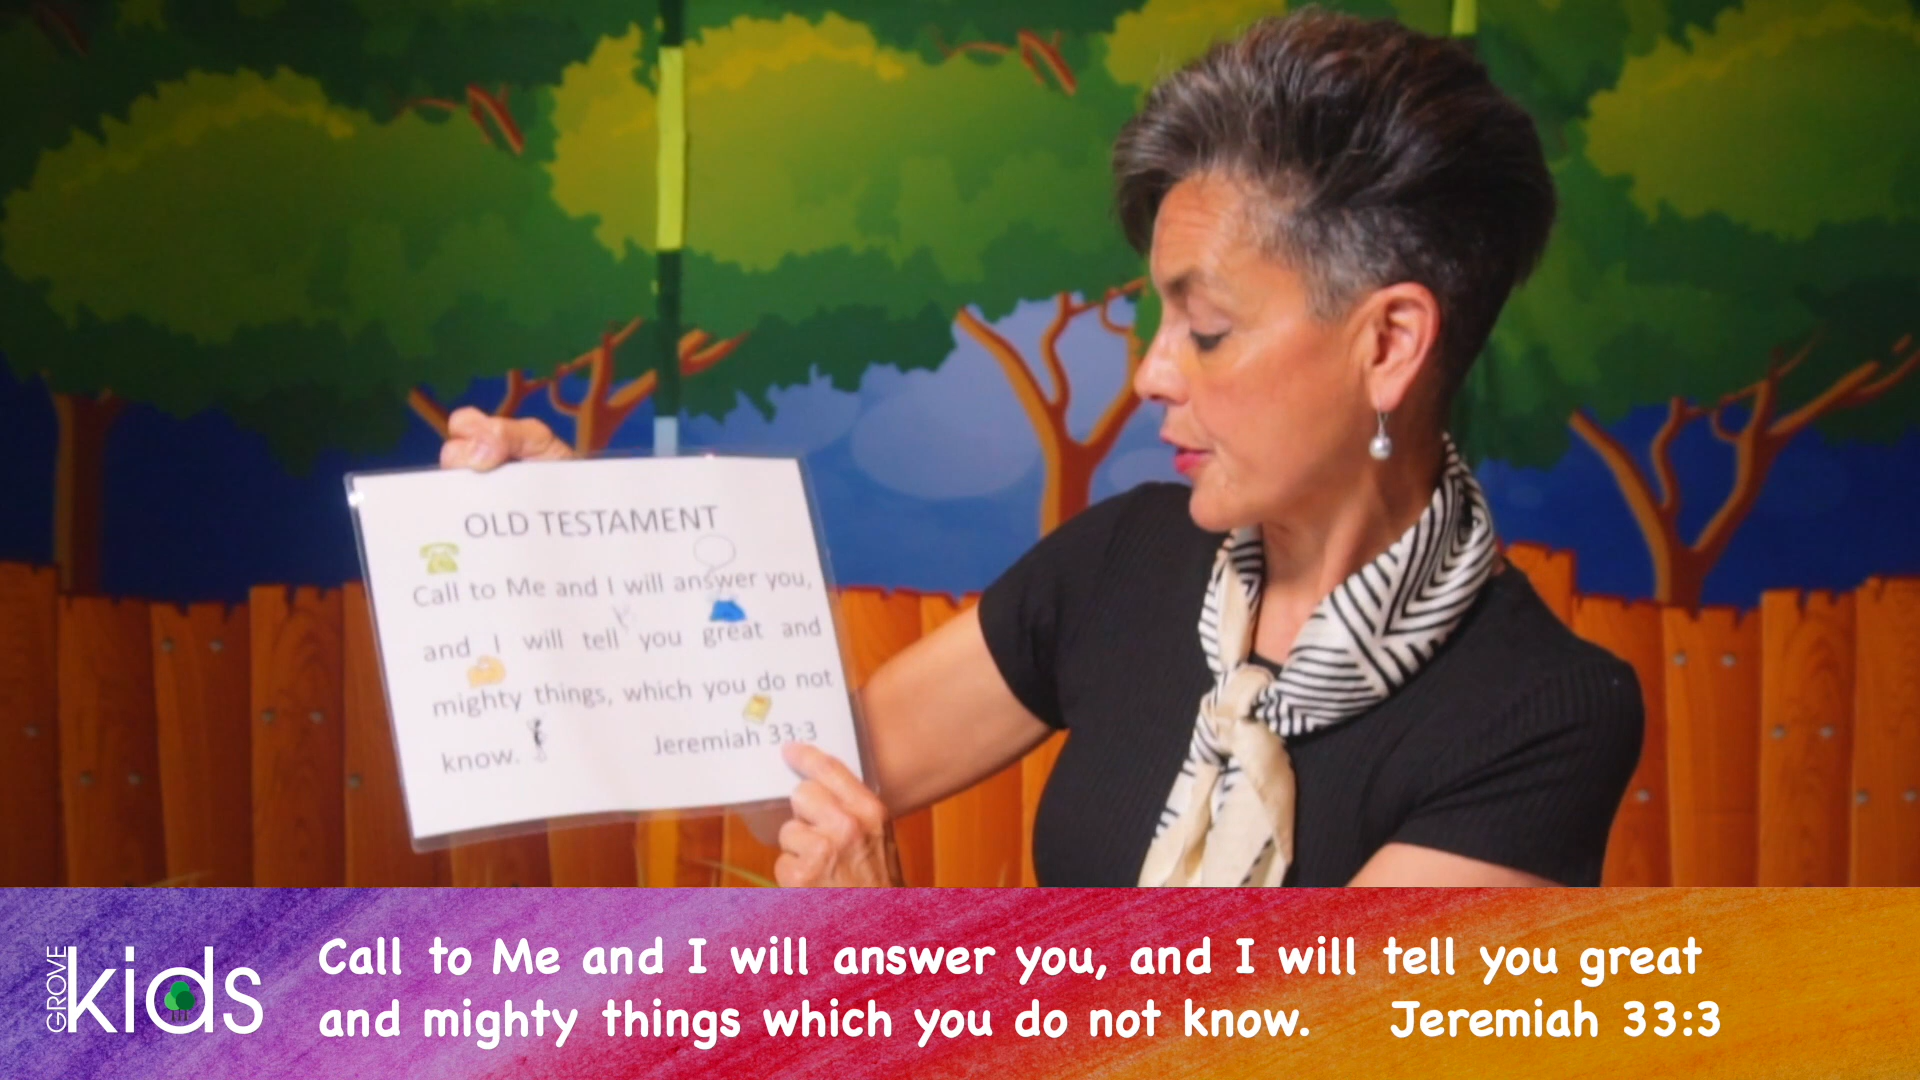 OLD TESTAMENT
Call to Me and I will answer you,
and I will tell you great and
mighty things, which you do not
know. Jeremiah 33:3
GROVE kids
Call to Me and I will answer you, and I will tell you great
and mighty things which you do not know. Jeremiah 33:3